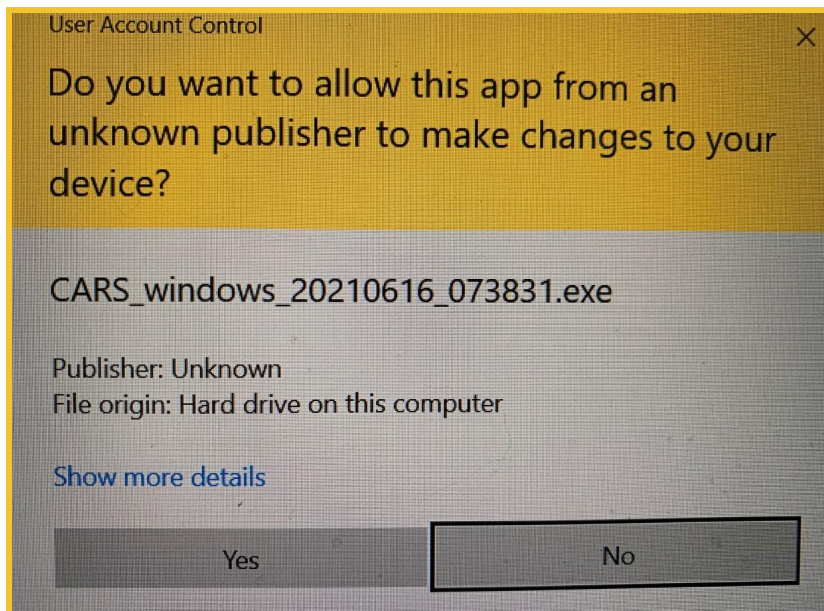 User Account Control
Do you want to allow this app from an
unknown publisher to make changes to your
device?
CARS_windows_20210616_073831.exe
Publisher: Unknown
File origin: Hard drive on this computer
Show more details
Yes
No